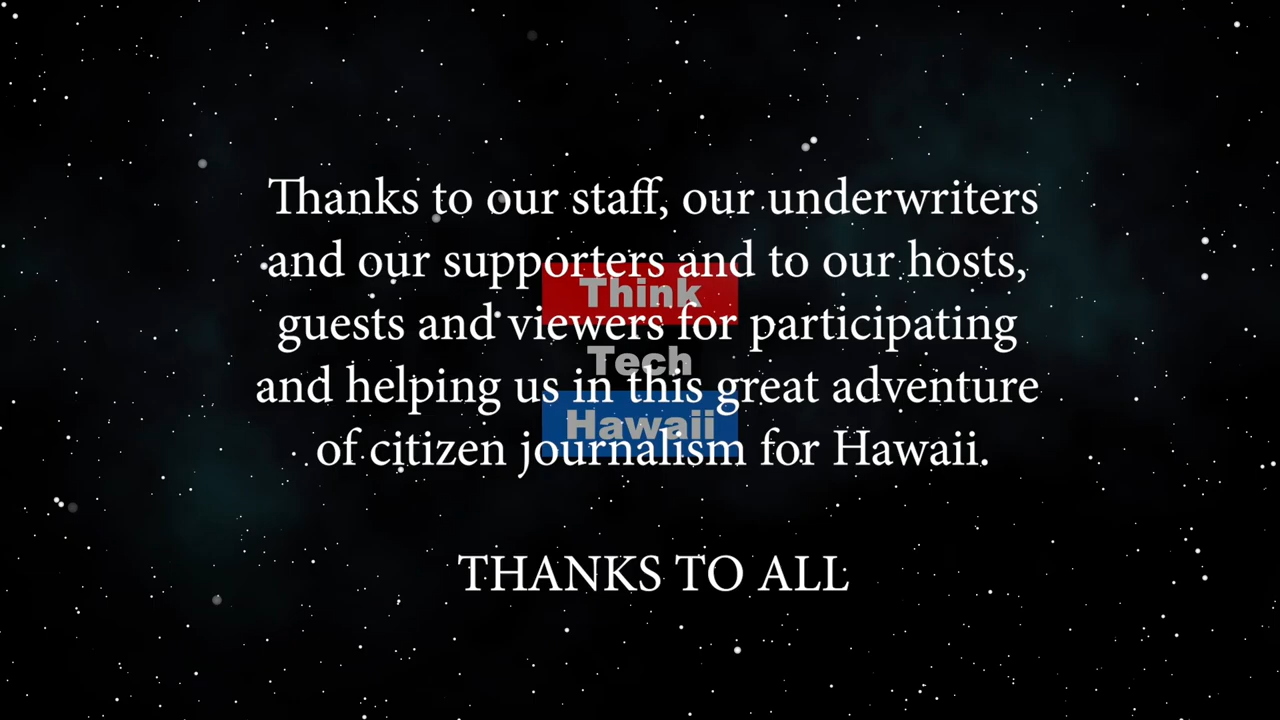 Thanks to our staff, our underwriters
and our supporters and to our hosts,
Think
guests and viewers for participating
Tech
and helping us in this great adventure
Hawaii
of citizen journalism for Hawaii.
THANKS TO ALL